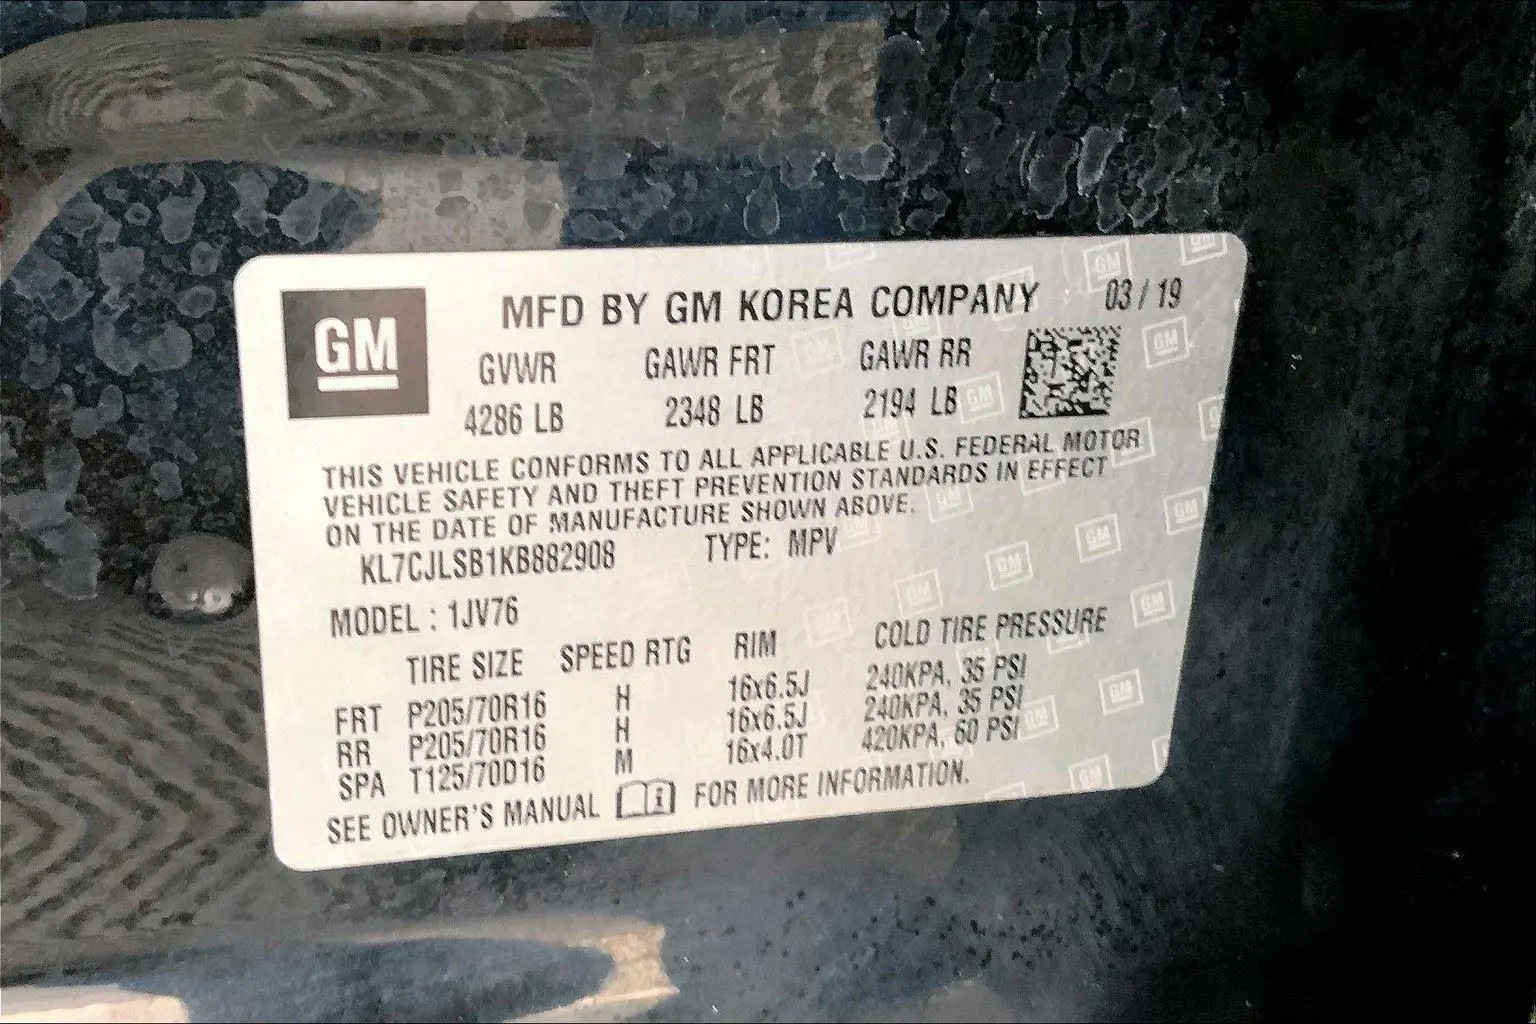 GM
MFD BY GM KOREA COMPANY 03 / 19
GVWR GAWR FRT GAWR RR
4286 LB 2348 LB 2194 LB
THIS VEHICLE CONFORMS TO ALL APPLICABLE U.S. FEDERAL MOTOR
VEHICLE SAFETY AND THEFT PREVENTION STANDARDS IN EFFECT
ON THE DATE OF MANUFACTURE SHOWN ABOVE.
KL7CJLSB1KB882908 TYPE: MPV
MODEL : 1JV76
TIRE SIZE SPEED RTG RIM COLD TIRE PRESSURE
FRT P205/70R16 H 16x6.5J 240KPA, 35 PSI
RR P205/70R16 H 16x6.5J 240KPA, 35 PSI
SPA T125/70D16 M 16x4.0T 420KPA, 60 PSI
SEE OWNER'S MANUAL i FOR MORE INFORMATION.